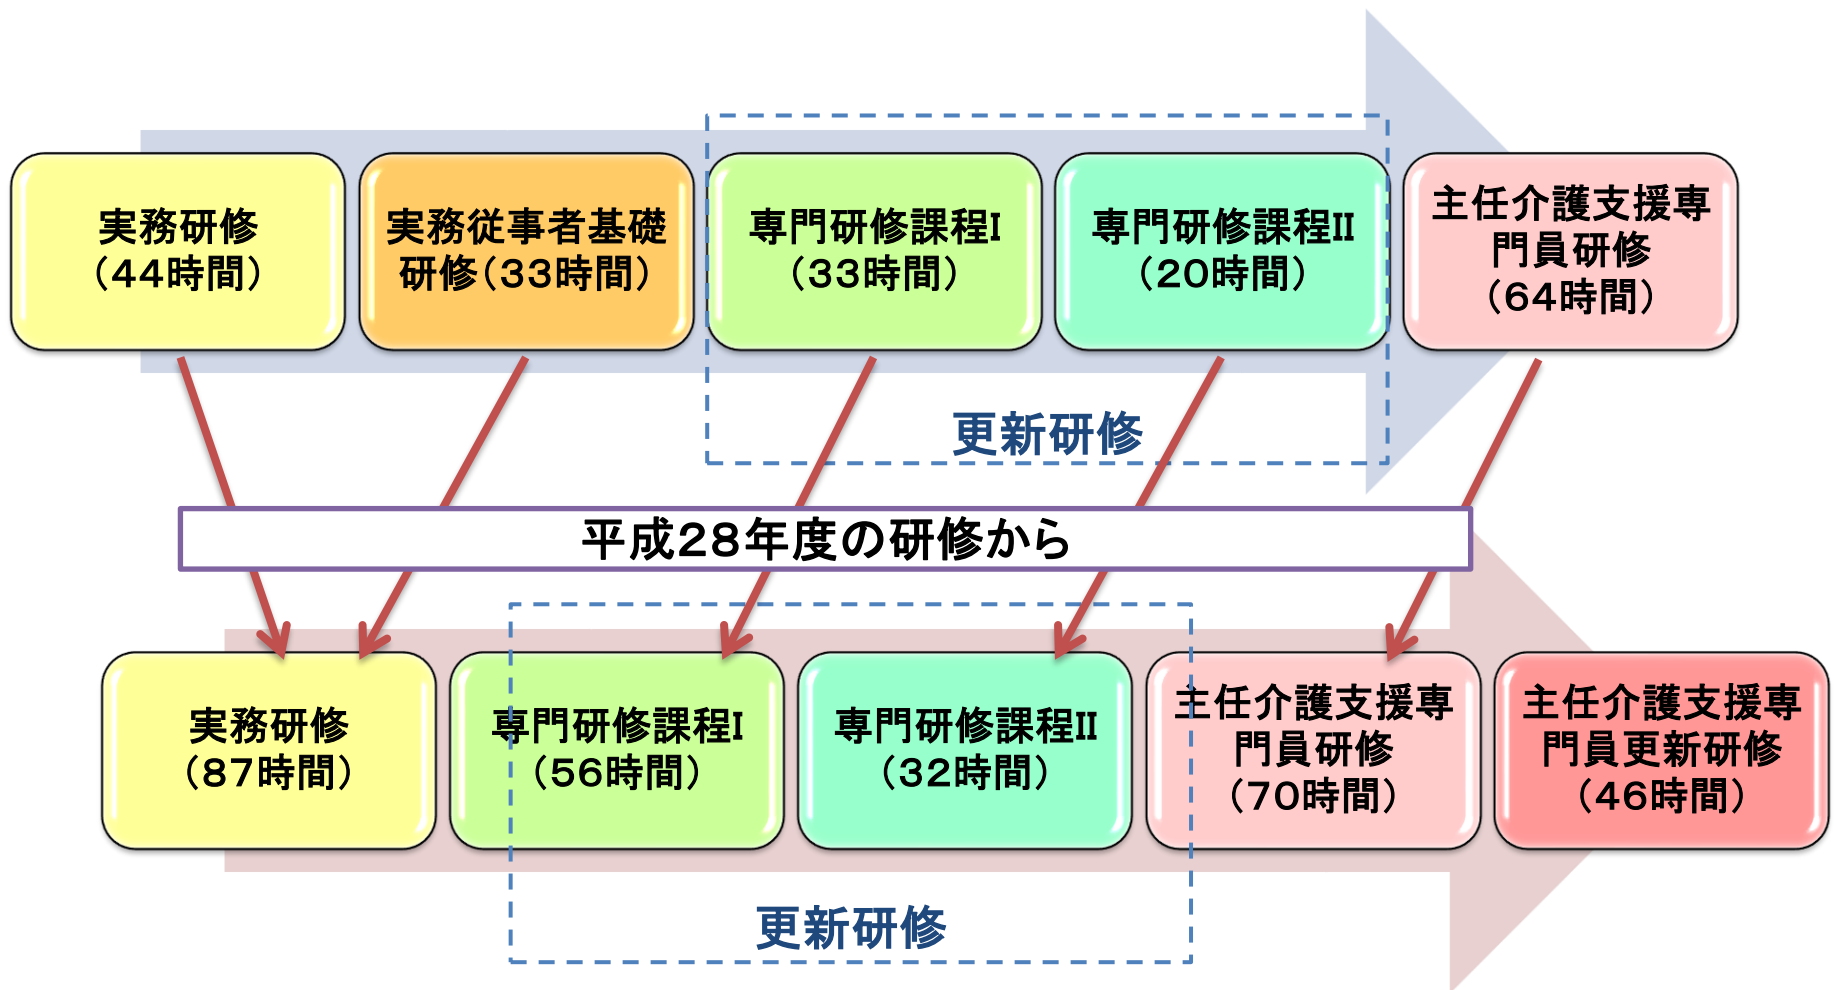 実務研修
（44時間）
実務従事者基礎
研修（33時間）
専門研修課程Ⅰ
（33時間）
専門研修課程Ⅱ
（20時間）
主任介護支援専
門員研修
（64時間）
更新研修
平成28年度の研修から
実務研修
（87時間）
専門研修課程Ⅰ
（56時間）
専門研修課程Ⅱ
（32時間）
主任介護支援専
門員研修
（70時間）
主任介護支援専
門員更新研修
（46時間）
更新研修